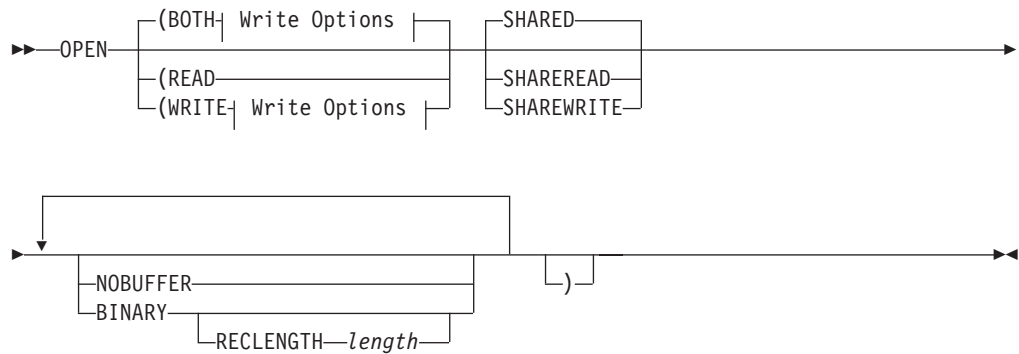 (BOTH Write Options SHARED
OPEN
(READ SHAREREAD
(WRITE Write Options SHAREWRITE
NOBUFFER )
BINARY
RECLENGTH length